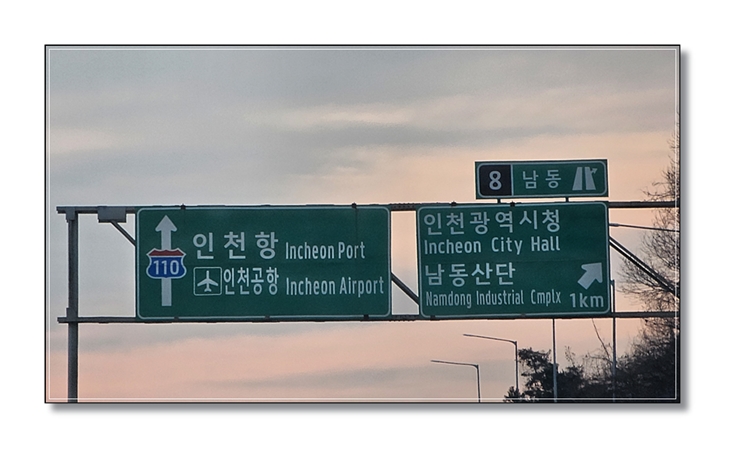 8 남동
인천항 Incheon Port
110
인천공항 Incheon Airport
인천광역시청
Incheon City Hall
남동산단
Namdong Industrial Cmplx 1km